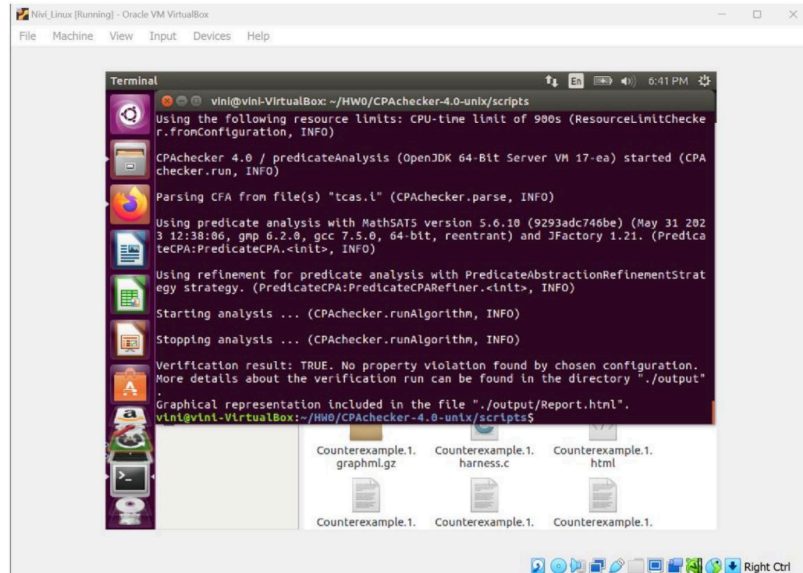 Nivi_Linux [Running] - Oracle VM VirtualBox
File Machine View Input Devices Help
Terminal
En
6:41 PM
vini@vini-VirtualBox: ~/HW0/CPAchecker-4.0-unix/scripts
Using the following resource limits: CPU-time limit of 900s (ResourceLimitChecke
r.fromConfiguration, INFO)
CPAchecker 4.0 / predicateAnalysis (OpenJDK 64-Bit Server VM 17-ea) started (CPA
checker.run, INFO)
Parsing CFA from file(s) "tcas.i" (CPAchecker.parse, INFO)
Using predicate analysis with MathSAT5 version 5.6.10 (9293adc746be) (May 31 202
3 12:38:06, gmp 6.2.0, gcc 7.5.0, 64-bit, reentrant) and JFactory 1.21. (Predica
teCPA:PredicateCPA.<init>, INFO)
Using refinement for predicate analysis with PredicateAbstractionRefinementStrat
egy strategy. (PredicateCPA:PredicateCPARefiner.<init>, INFO)
Starting analysis ... (CPAchecker.runAlgorithm, INFO)
Stopping analysis ... (CPAchecker.runAlgorithm, INFO)
Verification result: TRUE. No property violation found by chosen configuration.
More details about the verification run can be found in the directory "./output"
.
Graphical representation included in the file "./output/Report.html".
vini@vini-VirtualBox:~/HW0/CPAchecker-4.0-unix/scripts$
Counterexample.1. Counterexample.1. Counterexample.1.
graphml.gz harness.c html
Counterexample.1. Counterexample.1. Counterexample.1.
Right Ctrl